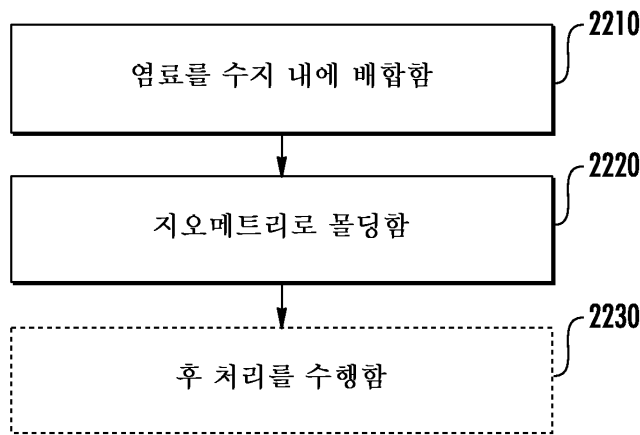 2210
염료를 수지 내에 배합함
2220
지오메트리로 몰딩함
2230
후 처리를 수행함